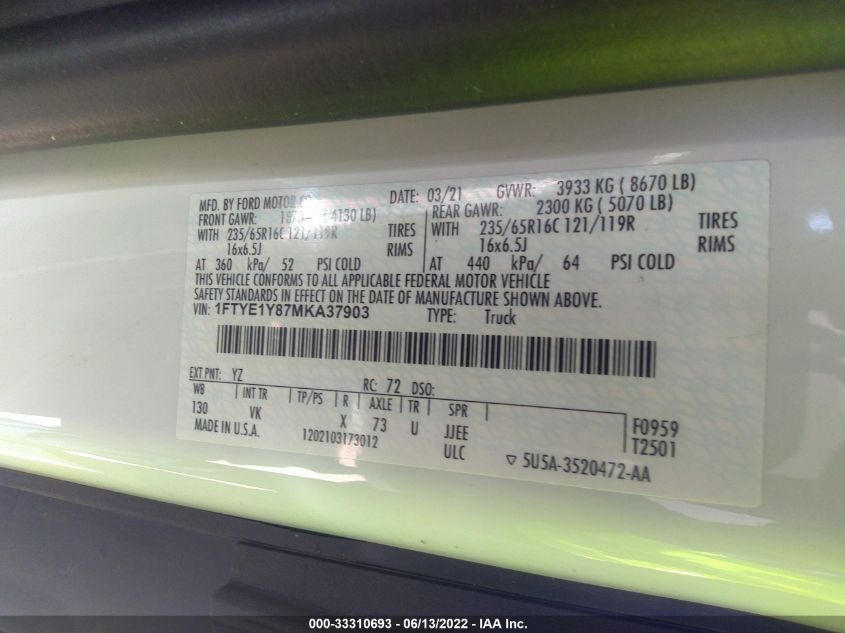 MFD. BY FORD MOTOR CO. DATE: 03/21 GVWR: 3933 KG ( 8670 LB)
FRONT GAWR: ( 4130 LB) REAR GAWR: 2300 KG ( 5070 LB)
WITH 235/65R16C 121/119R TIRES WITH 235/65R16C 121/119R TIRES
16x6.5J RIMS 16x6.5J RIMS
AT 360 kPa/ 52 PSI COLD AT 440 kPa/ 64 PSI COLD
THIS VEHICLE CONFORMS TO ALL APPLICABLE FEDERAL MOTOR VEHICLE
SAFETY STANDARDS IN EFFECT ON THE DATE OF MANUFACTURE SHOWN ABOVE.
VIN: 1FTYE1Y87MKA37903 TYPE: Truck
EXT PNT: YZ RC: 72 DSO:
WB INT TR TP/PS R AXLE TR SPR
130 VK X 73 U JJEE F0959
MADE IN U.S.A. 1202103173012 ULC T2501
▽ 5U5A-3520472-AA
000-33310693 - 06/13/2022 - IAA Inc.